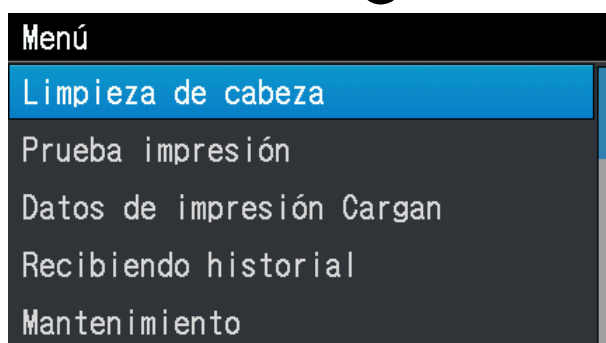 Menú
Limpieza de cabeza
Prueba impresión
Datos de impresión Cargan
Recibiendo historial
Mantenimiento